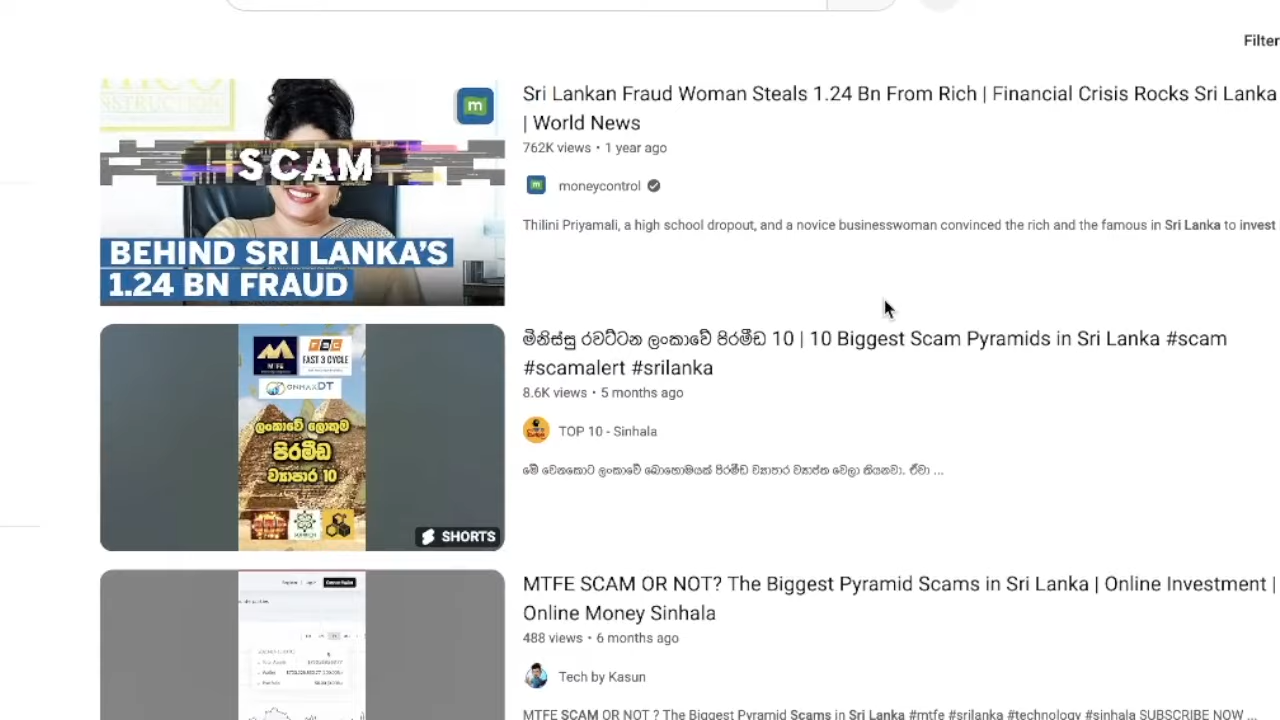 Filter
NSTRUCTION
m
SCAM
BEHIND SRI LANKA'S
1.24 BN FRAUD
Sri Lankan Fraud Woman Steals 1.24 Bn From Rich | Financial Crisis Rocks Sri Lanka
| World News
762K views • 1 year ago
m moneycontrol
Thilini Priyamali, a high school dropout, and a novice businesswoman convinced the rich and the famous in Sri Lanka to invest
MTFE
FAST 3 CYCLE
ONMAXDT
ලංකාවේ ලොකුම
පිරමීඩ
ව්‍යාපාර 10
SHORTS
මිනිස්සු රවට්ටන ලංකාවේ පිරමීඩ 10 | 10 Biggest Scam Pyramids in Sri Lanka #scam
#scamalert #srilanka
8.6K views • 5 months ago
TOP 10 - Sinhala
මේ වෙනකොට ලංකාවේ බොහොමයක් පිරමීඩ ව්‍යාපාර ව්‍යාප්ත වෙලා තියනවා. ඒවා ...
MTFE SCAM OR NOT? The Biggest Pyramid Scams in Sri Lanka | Online Investment |
Online Money Sinhala
488 views • 6 months ago
Tech by Kasun
MTFE SCAM OR NOT ? The Biggest Pyramid Scams in Sri Lanka #mtfe #srilanka #technology #sinhala SUBSCRIBE NOW ...